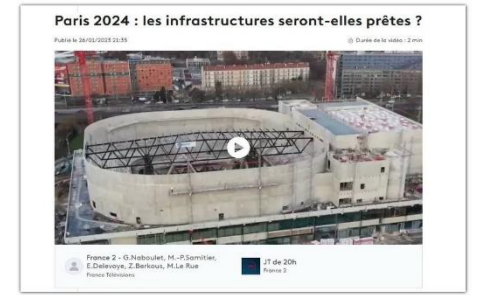 Paris 2024 : les infrastructures seront-elles prêtes ?
Publié le 26/01/2023 21:35
Durée de la vidéo : 2 min
France 2 - G.Naboulet, M.-P.Samitier,
E.Delevoye, Z.Berkous, M.Le Rue
France Télévisions
JT de 20h
France 2